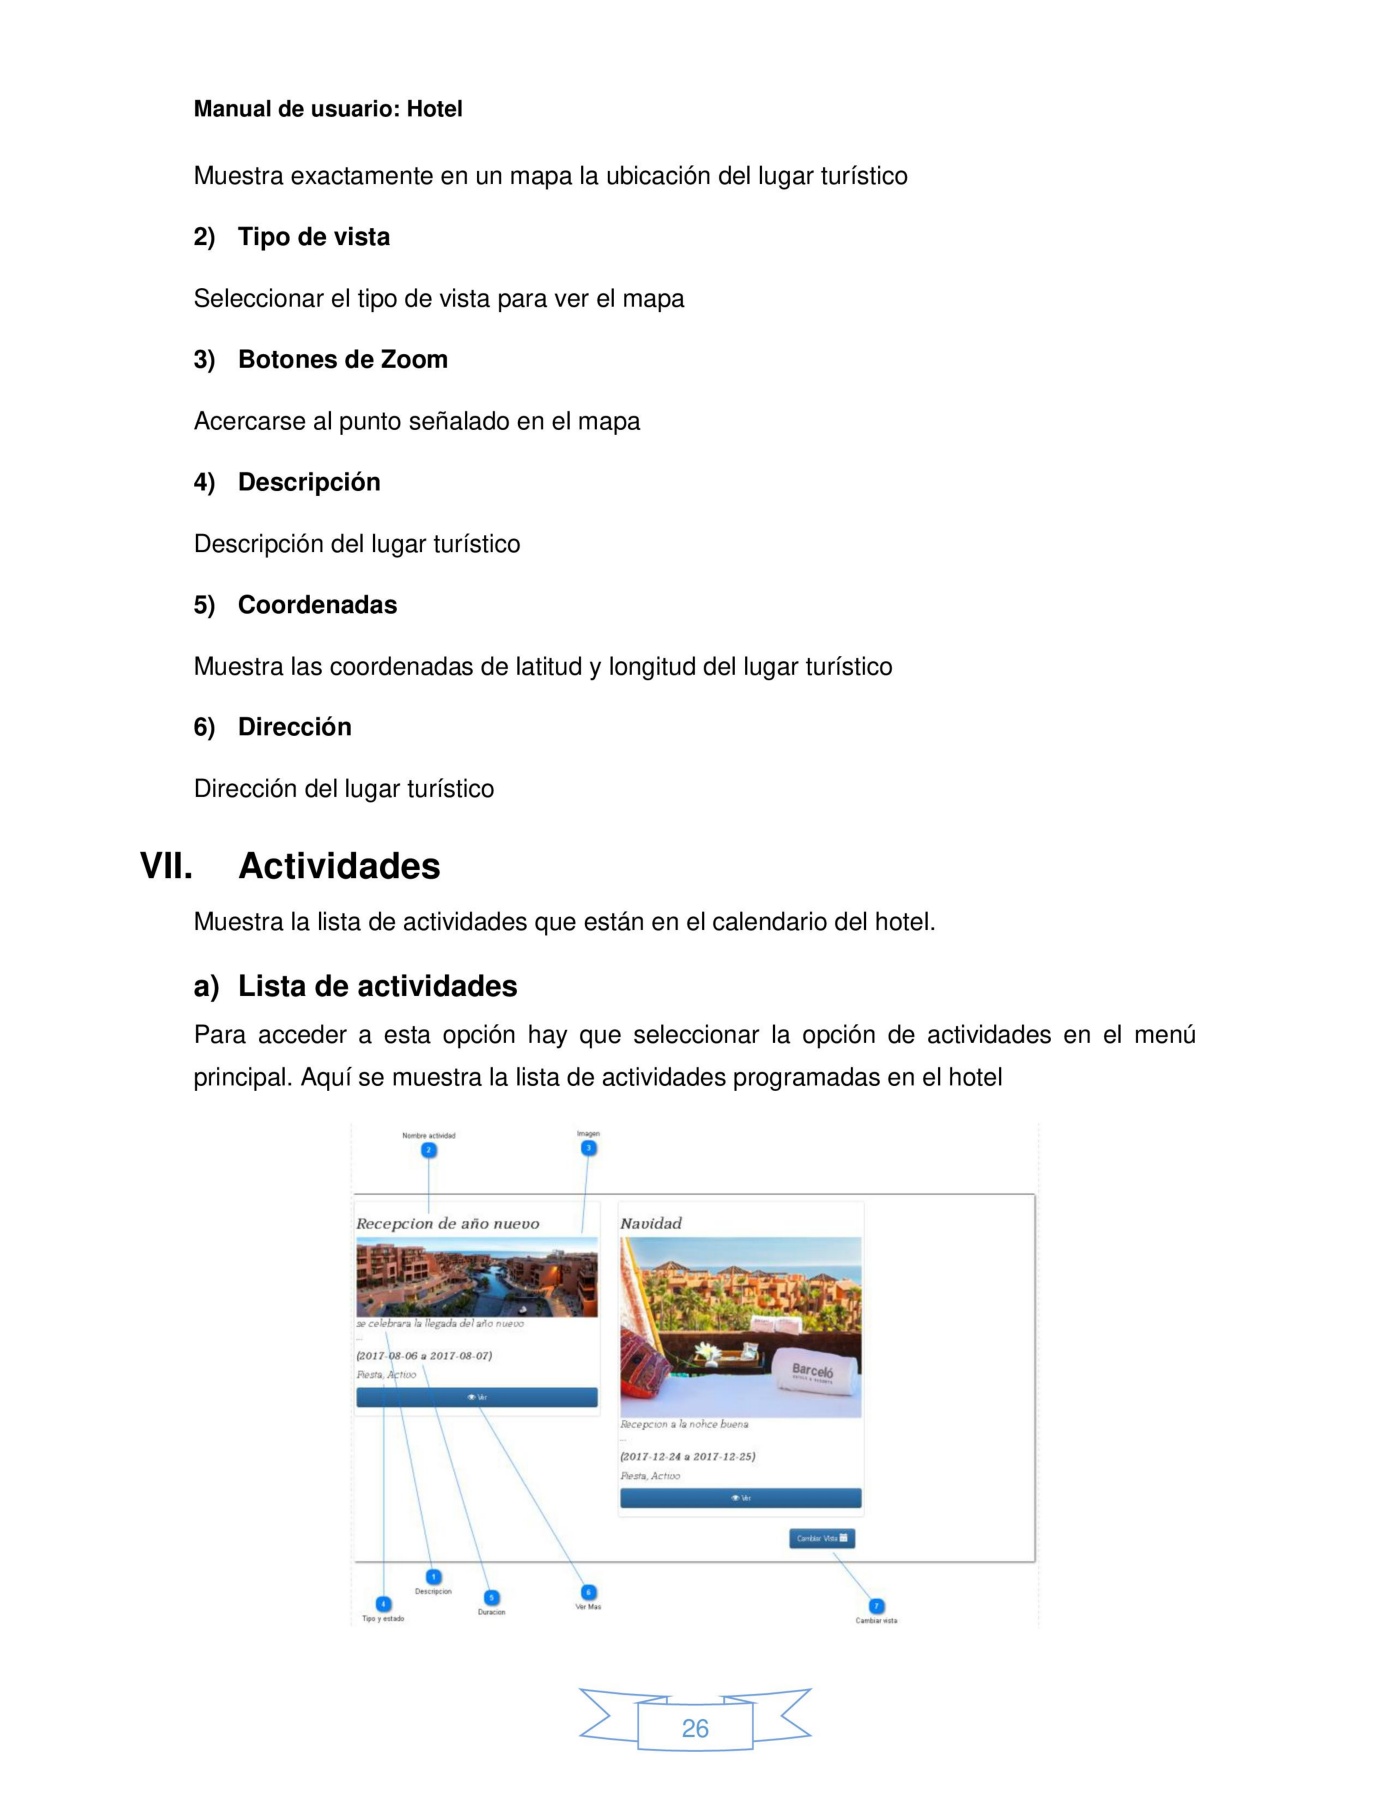 Manual de usuario: Hotel
Muestra exactamente en un mapa la ubicación del lugar turístico
2) Tipo de vista
Seleccionar el tipo de vista para ver el mapa
3) Botones de Zoom
Acercarse al punto señalado en el mapa
4) Descripción
Descripción del lugar turístico
5) Coordenadas
Muestra las coordenadas de latitud y longitud del lugar turístico
6) Dirección
Dirección del lugar turístico
VII. Actividades
Muestra la lista de actividades que están en el calendario del hotel.
a) Lista de actividades
Para acceder a esta opción hay que seleccionar la opción de actividades en el menú
principal. Aquí se muestra la lista de actividades programadas en el hotel
Nombre actividad
2
Imagen
3
Recepcion de año nuevo
se celebrara la llegada del año nuevo
...
(2017-08-06 a 2017-08-07)
Fiesta, Activo
Ver
Navidad
Barceló
Recepcion a la nohce buena
...
(2017-12-24 a 2017-12-25)
Fiesta, Activo
Ver
Cambiar Vista
1
Descripcion
4
Tipo y estado
5
Duracion
6
Ver Mas
7
Cambiar vista
26